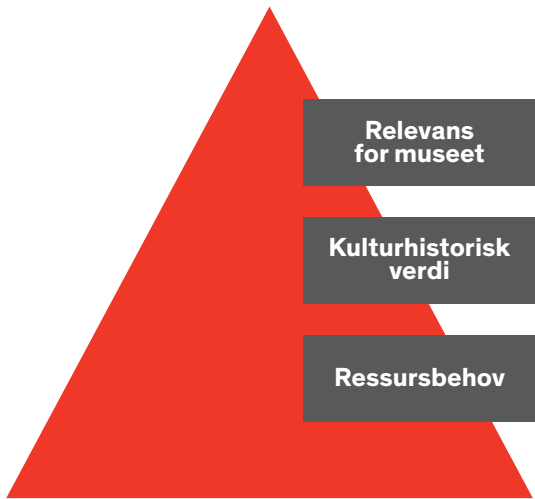 Relevans
for museet
Kulturhistorisk
verdi
Ressursbehov